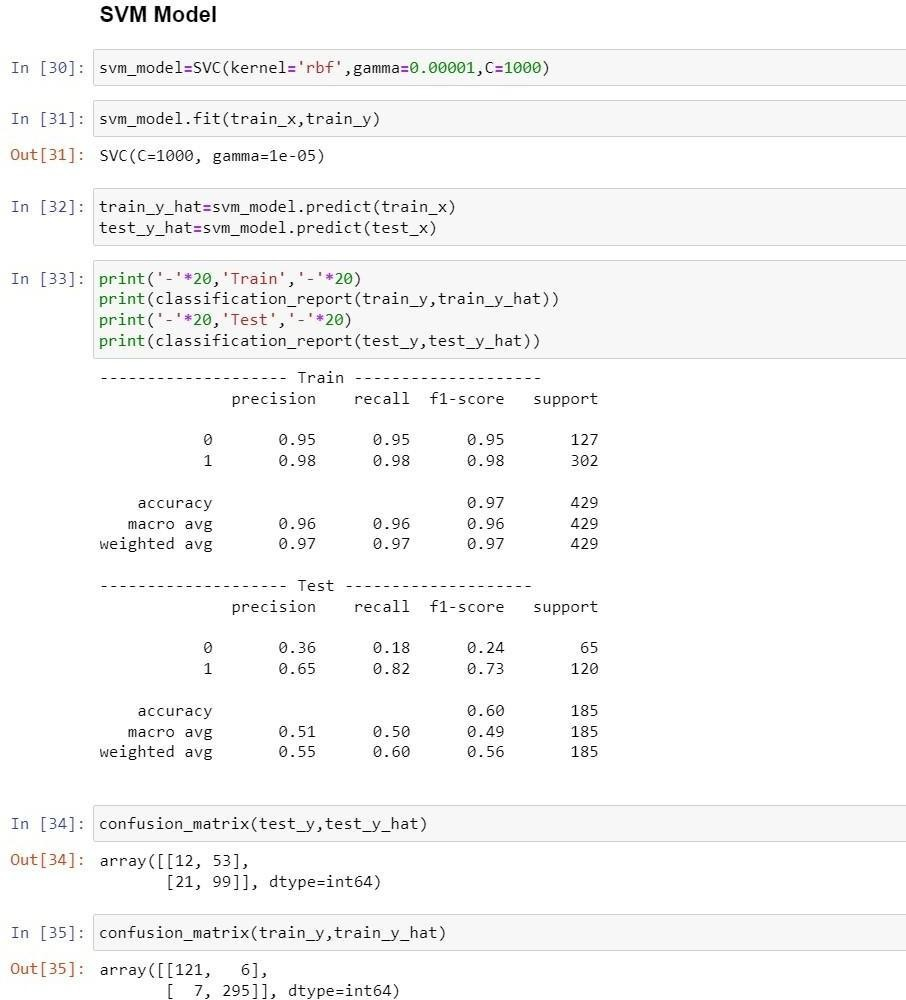 SVM Model
In [30]: svm_model=SVC(kernel='rbf',gamma=0.00001,C=1000)
In [31]: svm_model.fit(train_x,train_y)
Out[31]: SVC(C=1000, gamma=1e-05)
In [32]: train_y_hat=svm_model.predict(train_x)
test_y_hat=svm_model.predict(test_x)
In [33]: print('-'*20,'Train','-'*20)
print(classification_report(train_y,train_y_hat))
print('-'*20,'Test','-'*20)
print(classification_report(test_y,test_y_hat))
-------------------- Train --------------------
precision recall f1-score support
0 0.95 0.95 0.95 127
1 0.98 0.98 0.98 302
accuracy 0.97 429
macro avg 0.96 0.96 0.96 429
weighted avg 0.97 0.97 0.97 429
-------------------- Test --------------------
precision recall f1-score support
0 0.36 0.18 0.24 65
1 0.65 0.82 0.73 120
accuracy 0.60 185
macro avg 0.51 0.50 0.49 185
weighted avg 0.55 0.60 0.56 185
In [34]: confusion_matrix(test_y,test_y_hat)
Out[34]: array([[12, 53],
[21, 99]], dtype=int64)
In [35]: confusion_matrix(train_y,train_y_hat)
Out[35]: array([[121, 6],
[ 7, 295]], dtype=int64)